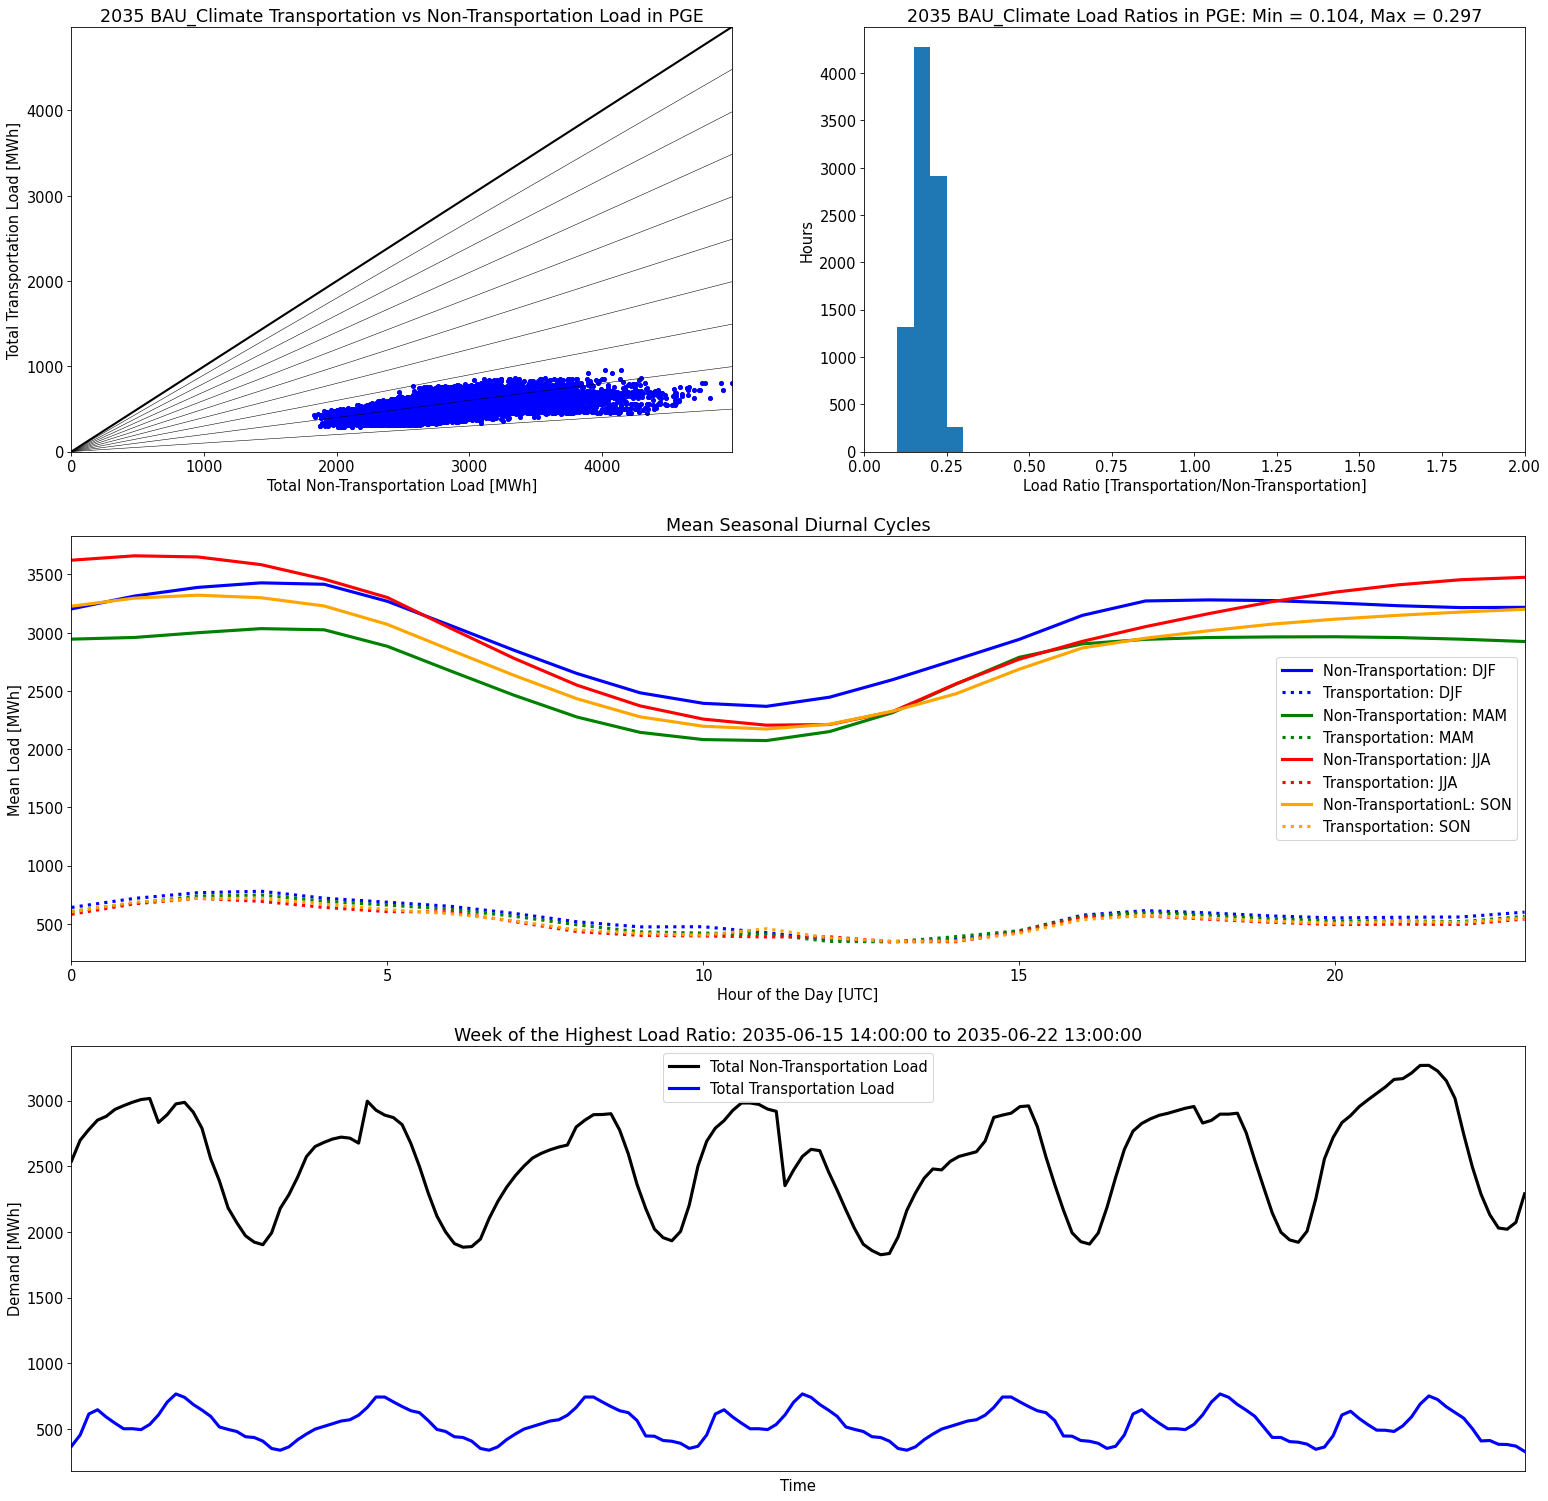 2035 BAU_Climate Transportation vs Non-Transportation Load in PGE
Total Transportation Load [MWh]
4000
3000
2000
1000
0
0 1000 2000 3000 4000
Total Non-Transportation Load [MWh]
2035 BAU_Climate Load Ratios in PGE: Min = 0.104, Max = 0.297
Hours
4000
3500
3000
2500
2000
1500
1000
500
0
0.00 0.25 0.50 0.75 1.00 1.25 1.50 1.75 2.00
Load Ratio [Transportation/Non-Transportation]
Mean Seasonal Diurnal Cycles
Mean Load [MWh]
3500
3000
2500
2000
1500
1000
500
Non-Transportation: DJF
Transportation: DJF
Non-Transportation: MAM
Transportation: MAM
Non-Transportation: JJA
Transportation: JJA
Non-TransportationL: SON
Transportation: SON
0 5 10 15 20
Hour of the Day [UTC]
Week of the Highest Load Ratio: 2035-06-15 14:00:00 to 2035-06-22 13:00:00
Total Non-Transportation Load
Total Transportation Load
Demand [MWh]
3000
2500
2000
1500
1000
500
Time